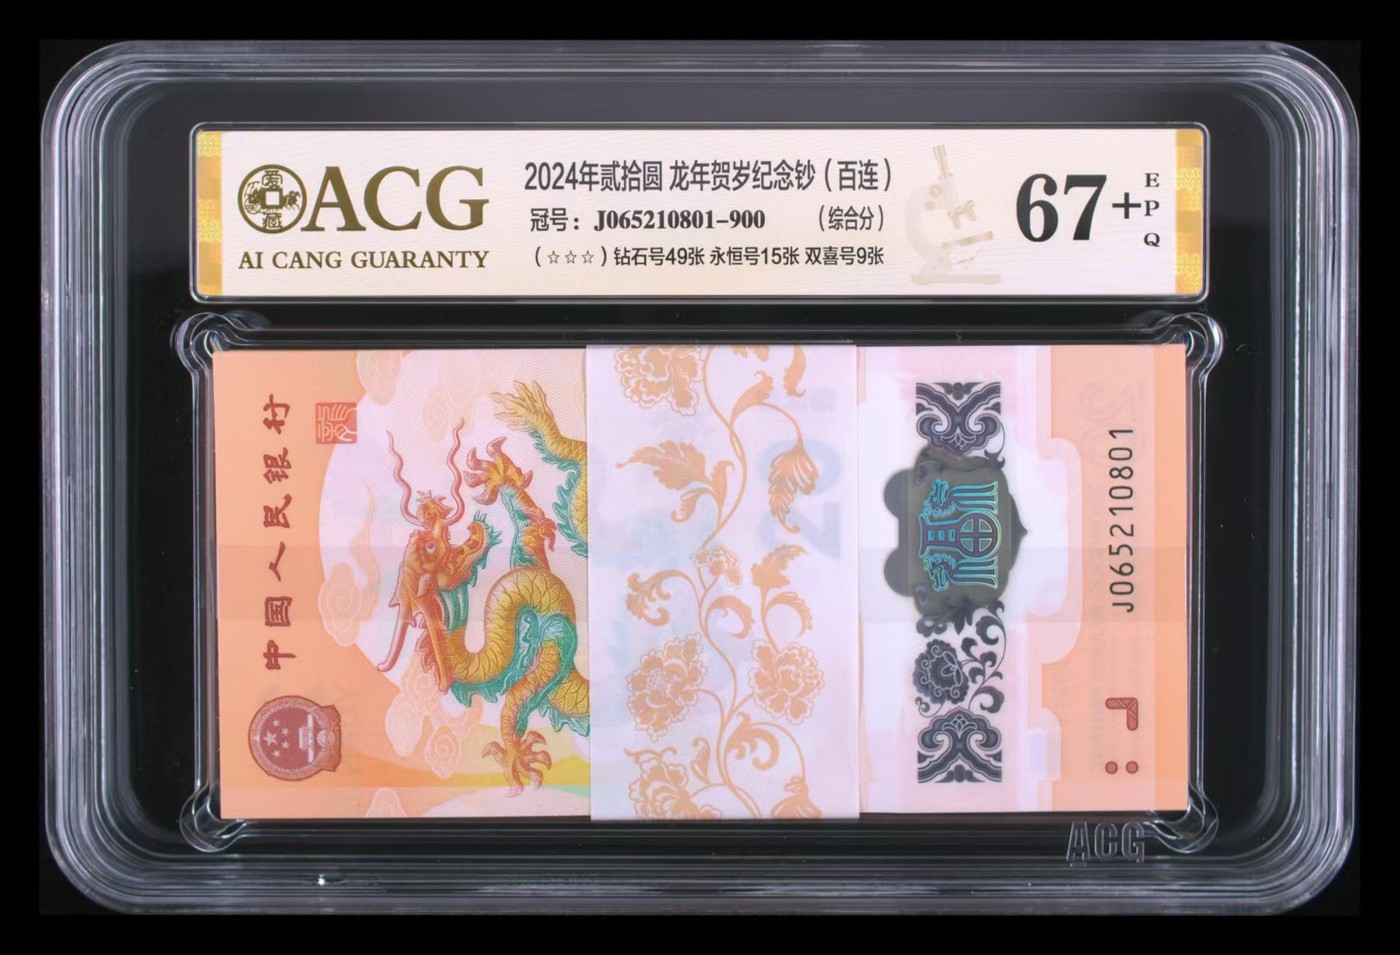 ACG
AI CANG GUARANTY
2024年贰拾圆 龙年贺岁纪念钞（百连）
冠号：J065210801-900 （综合分）
（☆☆☆）钻石号49张 永恒号15张 双喜号9张
67+
E
P
Q
中国人民银行
20
J065210801
ACG